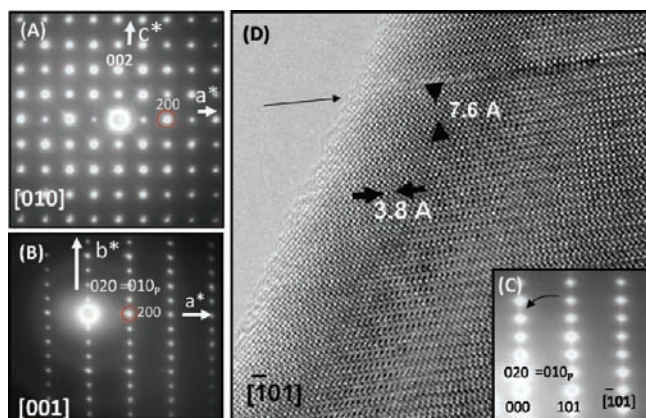 (A)
c*
002
200
a*
[010]
(B)
b*
020 =010p
a*
200
[001]
(D)
7.6 A
3.8 A
[1̄01]
(C)
020 =010p
[1̄01]
000 101